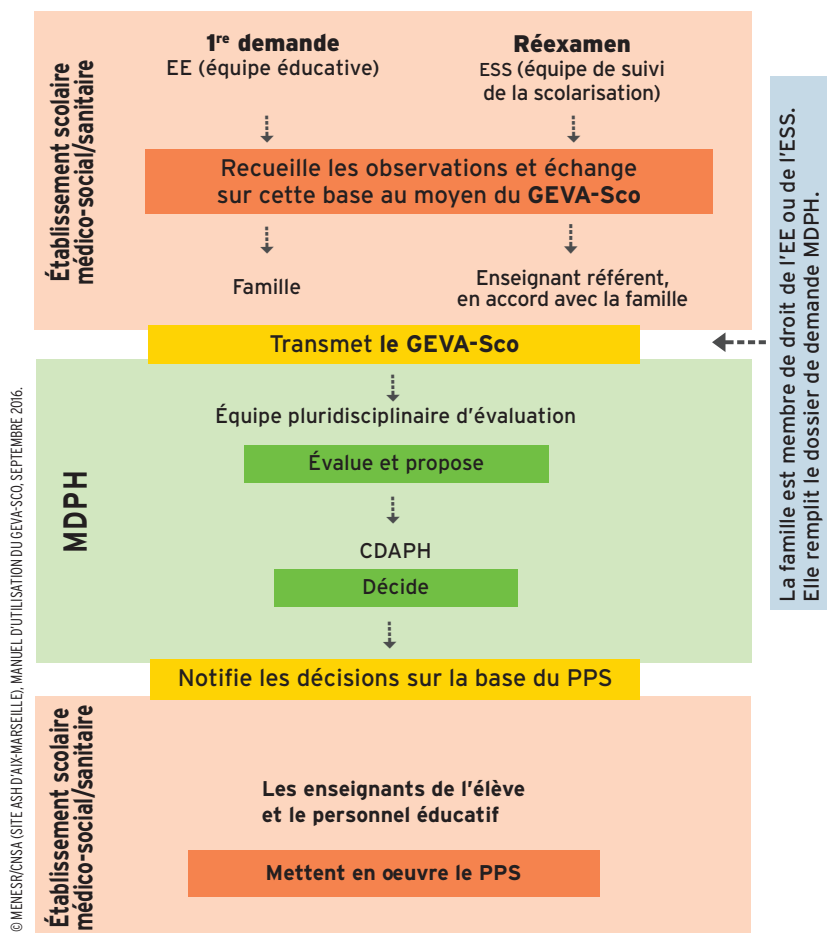 Établissement scolaire
médico-social/sanitaire
1re demande
EE (équipe éducative)
Réexamen
ESS (équipe de suivi
de la scolarisation)
Recueille les observations et échange
sur cette base au moyen du GEVA-Sco
Famille
Enseignant référent,
en accord avec la famille
Transmet le GEVA-Sco
La famille est membre de droit de l'EE ou de l'ESS.
Elle remplit le dossier de demande MDPH.
MDPH
Équipe pluridisciplinaire d'évaluation
Évalue et propose
CDAPH
Décide
Notifie les décisions sur la base du PPS
Établissement scolaire
médico-social/sanitaire
Les enseignants de l'élève
et le personnel éducatif
Mettent en œuvre le PPS
© MENESR/CNSA (SITE ASH D'AIX-MARSEILLE), MANUEL D'UTILISATION DU GEVA-SCO, SEPTEMBRE 2016.